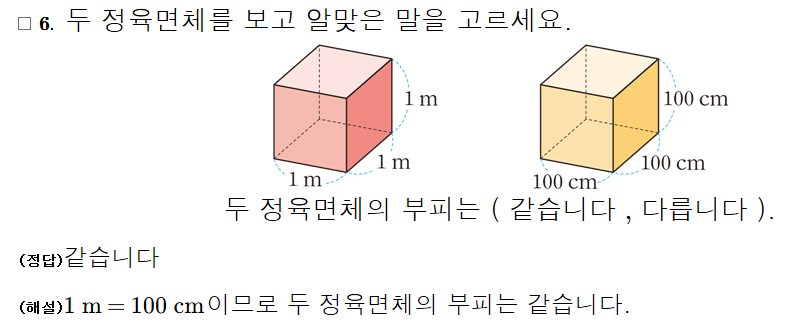 □ 6. 두 정육면체를 보고 알맞은 말을 고르세요.
1 m
1 m
1 m
100 cm
100 cm
100 cm
두 정육면체의 부피는 ( 같습니다 , 다릅니다 ).
(정답)같습니다
(해설)1 m = 100 cm이므로 두 정육면체의 부피는 같습니다.